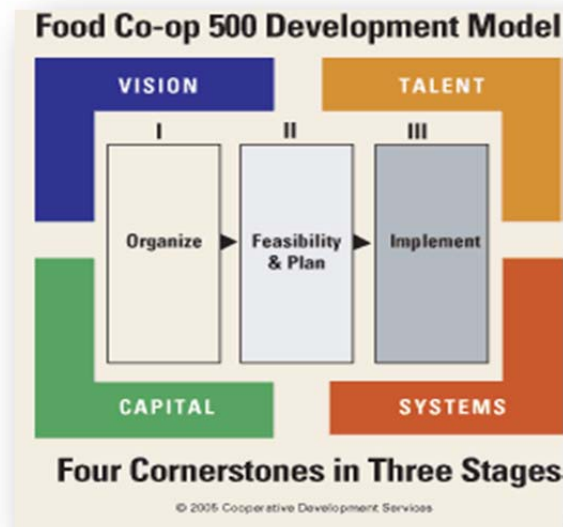 Food Co-op 500 Development Model
VISION
TALENT
I
II
III
Organize
Feasibility
& Plan
Implement
CAPITAL
SYSTEMS
Four Cornerstones in Three Stages
© 2005 Cooperative Development Services